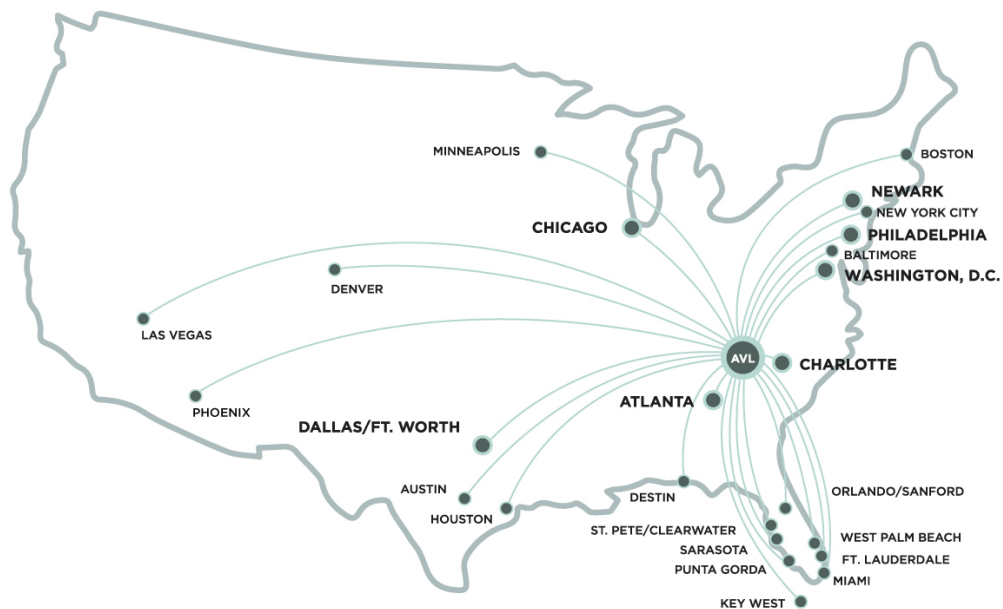 MINNEAPOLIS
BOSTON
NEWARK
NEW YORK CITY
CHICAGO
PHILADELPHIA
BALTIMORE
WASHINGTON, D.C.
DENVER
LAS VEGAS
AVL
CHARLOTTE
ATLANTA
PHOENIX
DALLAS/FT. WORTH
AUSTIN
HOUSTON
DESTIN
ORLANDO/SANFORD
ST. PETE/CLEARWATER
WEST PALM BEACH
SARASOTA
FT. LAUDERDALE
PUNTA GORDA
MIAMI
KEY WEST